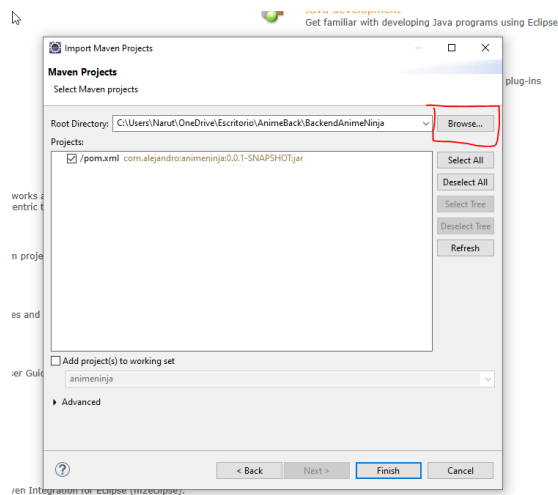 Java development
Get familiar with developing Java programs using Eclipse
Import Maven Projects
Maven Projects
Select Maven projects
plug-ins
Root Directory: C:\Users\Narut\OneDrive\Escritorio\AnimeBack\BackendAnimeNinja Browse...
Projects:
/pom.xml com.alejandro:animeninja:0.0.1-SNAPSHOT:jar
Select All
Deselect All
Select Tree
Deselect Tree
Refresh
works
entric
n proje
es and
Add project(s) to working set
ser Guid
animeninja
Advanced
? < Back Next > Finish Cancel
ven Integration for Eclipse (m2eclipse).